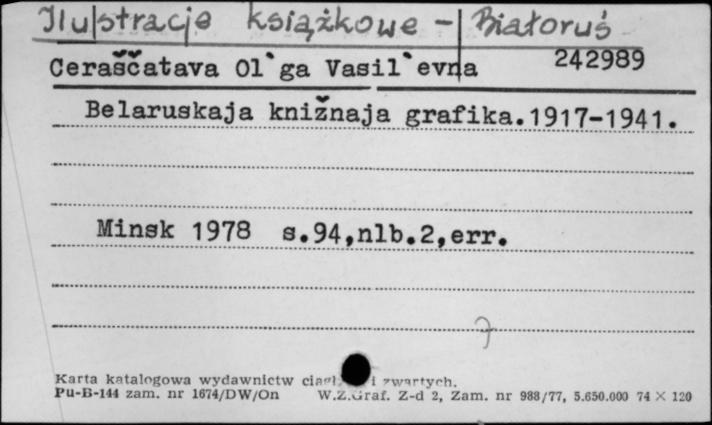 Ilustracje książkowe - Białoruś
242989
Ceraščatava Ol`ga Vasil`evna
Belaruskaja knižnaja grafika.1917-1941.
Minsk 1978 s.94,nlb.2,err.
Karta katalogowa wydawnictw i zwartych.
Pu-B-144 zam. nr 1674/DW/On W.Z.Graf. Z-d 2, Zam. nr 988/77, 5.650.000 74 × 120